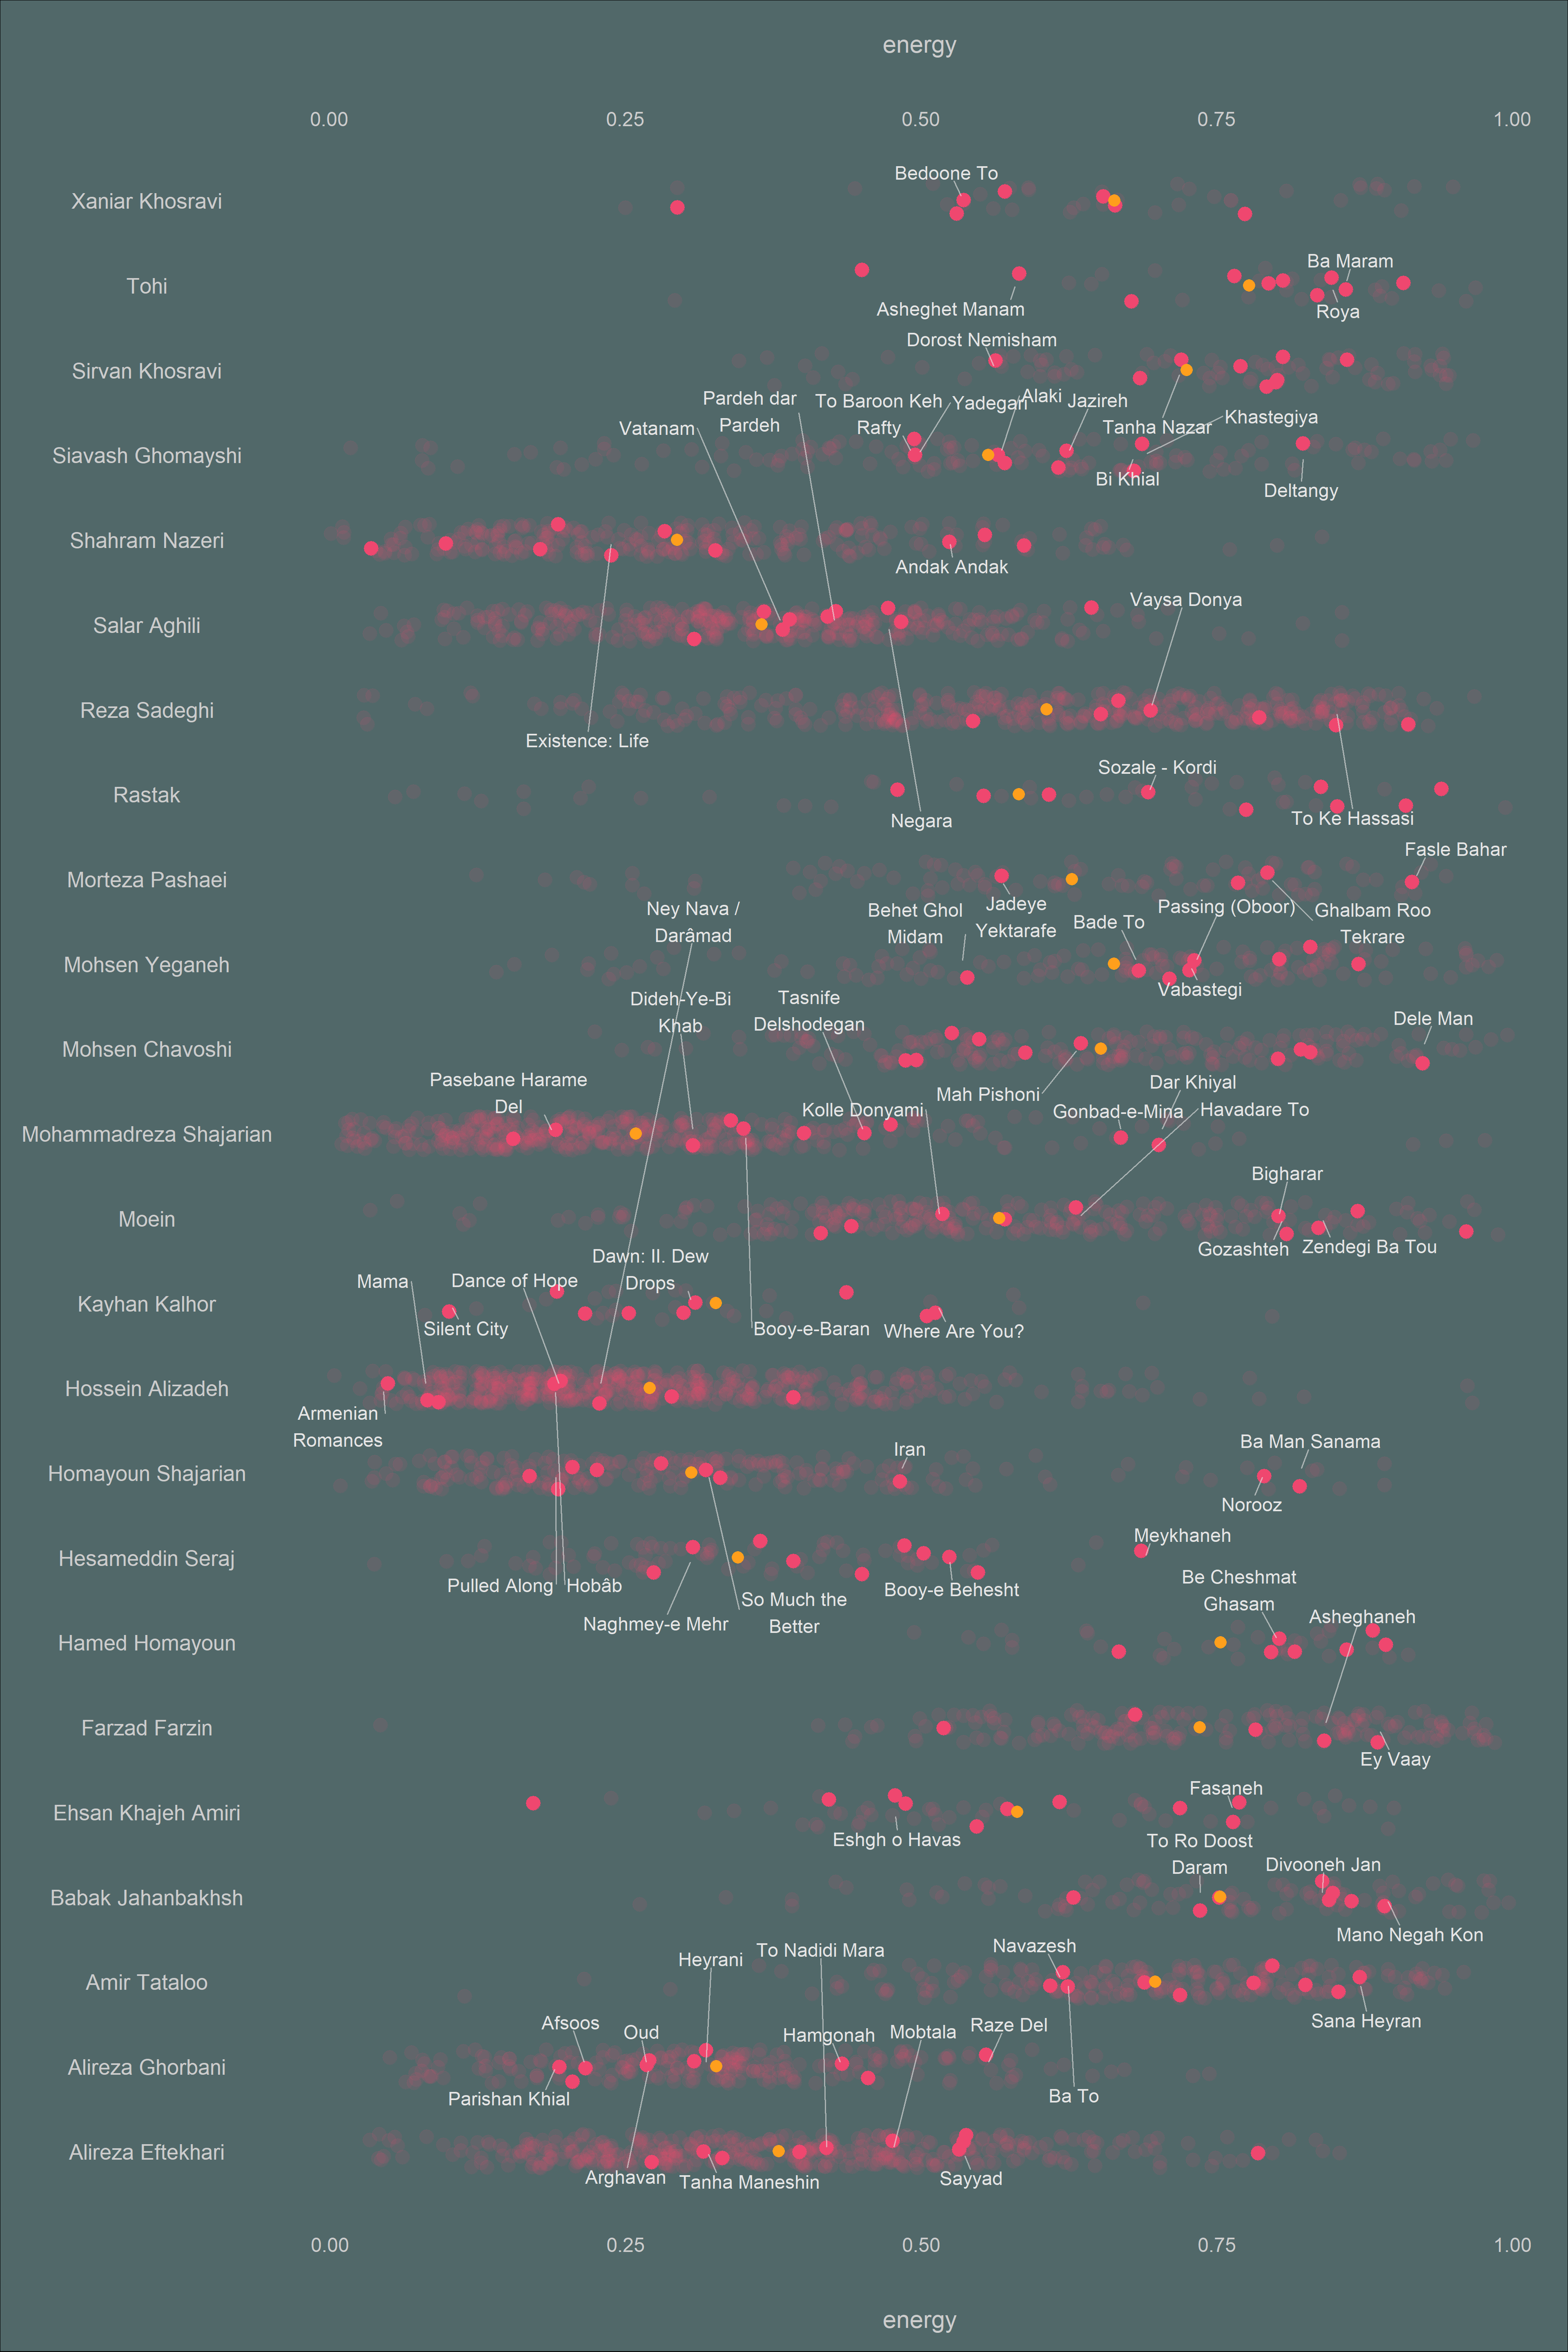 energy
0.00 0.25 0.50 0.75 1.00
Bedoone To
Xaniar Khosravi
Ba Maram
Tohi
Asheghet Manam
Roya
Dorost Nemisham
Sirvan Khosravi
Pardeh dar
Pardeh
To Baroon Keh
Rafty
Yadegari
Alaki
Jazireh
Tanha Nazar
Khastegiya
Vatanam
Siavash Ghomayshi
Bi Khial
Deltangy
Shahram Nazeri
Andak Andak
Vaysa Donya
Salar Aghili
Reza Sadeghi
Existence: Life
Sozale - Kordi
Rastak
Negara
To Ke Hassasi
Fasle Bahar
Morteza Pashaei
Ney Nava /
Darâmad
Behet Ghol
Midam
Jadeye
Yektarafe
Bade To
Passing (Oboor)
Ghalbam Roo
Tekrare
Mohsen Yeganeh
Vabastegi
Dideh-Ye-Bi
Khab
Tasnife
Delshodegan
Dele Man
Mohsen Chavoshi
Pasebane Harame
Del
Mah Pishoni
Dar Khiyal
Kolle Donyami
Gonbad-e-Mina
Havadare To
Mohammadreza Shajarian
Bigharar
Moein
Gozashteh
Zendegi Ba Tou
Dawn: II. Dew
Drops
Mama
Dance of Hope
Kayhan Kalhor
Silent City
Booy-e-Baran
Where Are You?
Hossein Alizadeh
Armenian
Romances
Iran
Ba Man Sanama
Homayoun Shajarian
Norooz
Meykhaneh
Hesameddin Seraj
Pulled Along
Hobâb
Booy-e Behesht
Be Cheshmat
Ghasam
So Much the
Better
Naghmey-e Mehr
Asheghaneh
Hamed Homayoun
Farzad Farzin
Ey Vaay
Fasaneh
Ehsan Khajeh Amiri
Eshgh o Havas
To Ro Doost
Daram
Divooneh Jan
Babak Jahanbakhsh
Mano Negah Kon
Heyrani
To Nadidi Mara
Navazesh
Amir Tataloo
Sana Heyran
Afsoos
Oud
Hamgonah
Mobtala
Raze Del
Alireza Ghorbani
Parishan Khial
Ba To
Alireza Eftekhari
Arghavan
Tanha Maneshin
Sayyad
0.00 0.25 0.50 0.75 1.00
energy